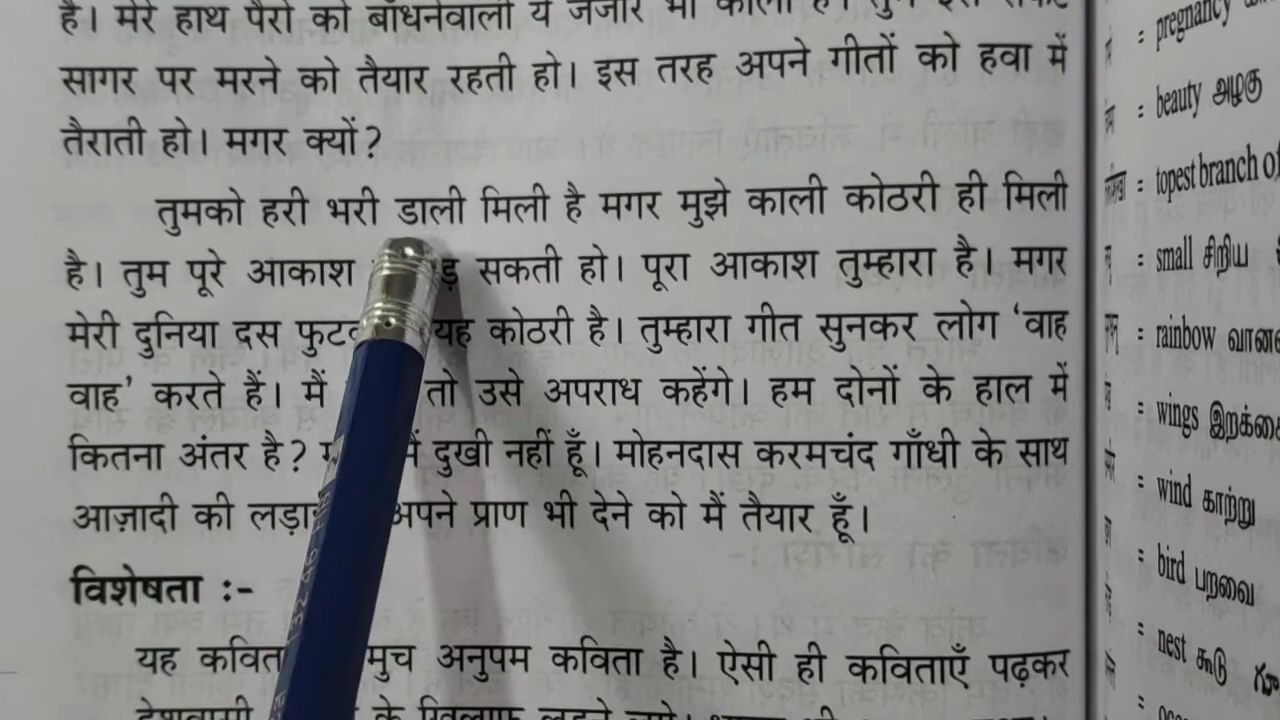 है। मेरे हाथ पैरों को बाँधनेवाली ये जंजीरें भी
सागर पर मरने को तैयार रहती हो। इस तरह अपने गीतों को हवा में
तैराती हो। मगर क्यों?
तुमको हरी भरी डाली मिली है मगर मुझे काली कोठरी ही मिली
है। तुम पूरे आकाश सकती हो। पूरा आकाश तुम्हारा है। मगर
मेरी दुनिया दस यह कोठरी है। तुम्हारा गीत सुनकर लोग ‘वाह
वाह’ करते हैं। मैं तो उसे अपराध कहेंगे। हम दोनों के हाल में
कितना अंतर है? मैं दुखी नहीं हूँ। मोहनदास करमचंद गाँधी के साथ
आज़ादी की अपने प्राण भी देने को मैं तैयार हूँ।
विशेषता :-
यह अनुपम कविता है। ऐसी ही कविताएँ पढ़कर
के खिलाफ
: pregnancy
: beauty அழகு
: topest branch of
: small சிறிய
: rainbow
: wings
: wind காற்று
: bird பறவை
: nest கூடு